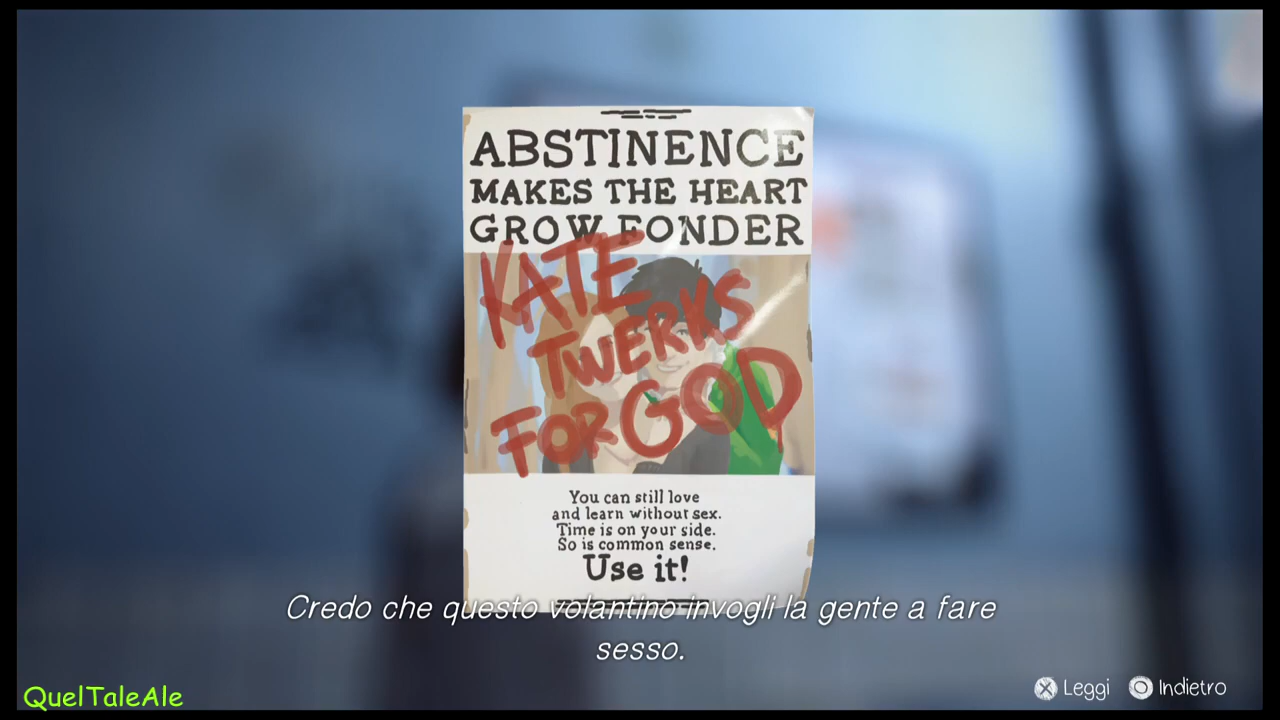 ABSTINENCE
MAKES THE HEART
GROW FONDER
KATE
TWERKS
FOR GOD
You can still love
and learn without sex.
Time is on your side.
So is common sense.
Use it!
Credo che questo volantino invogli la gente a fare
sesso.
Leggi Indietro
QuelTaleAle